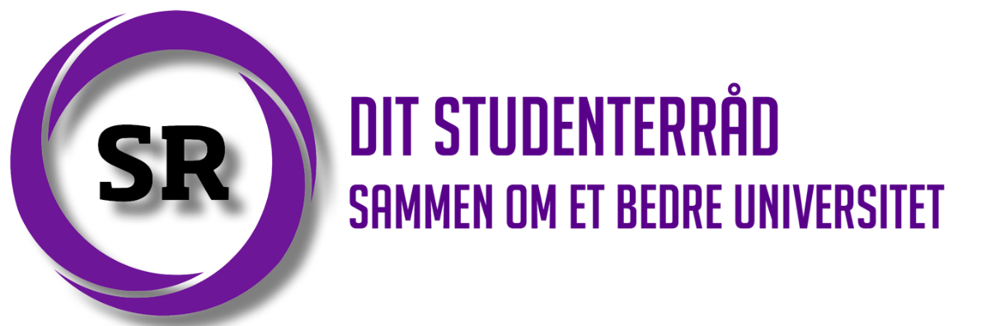 SR
DIT STUDENTERRÅD
SAMMEN OM ET BEDRE UNIVERSITET